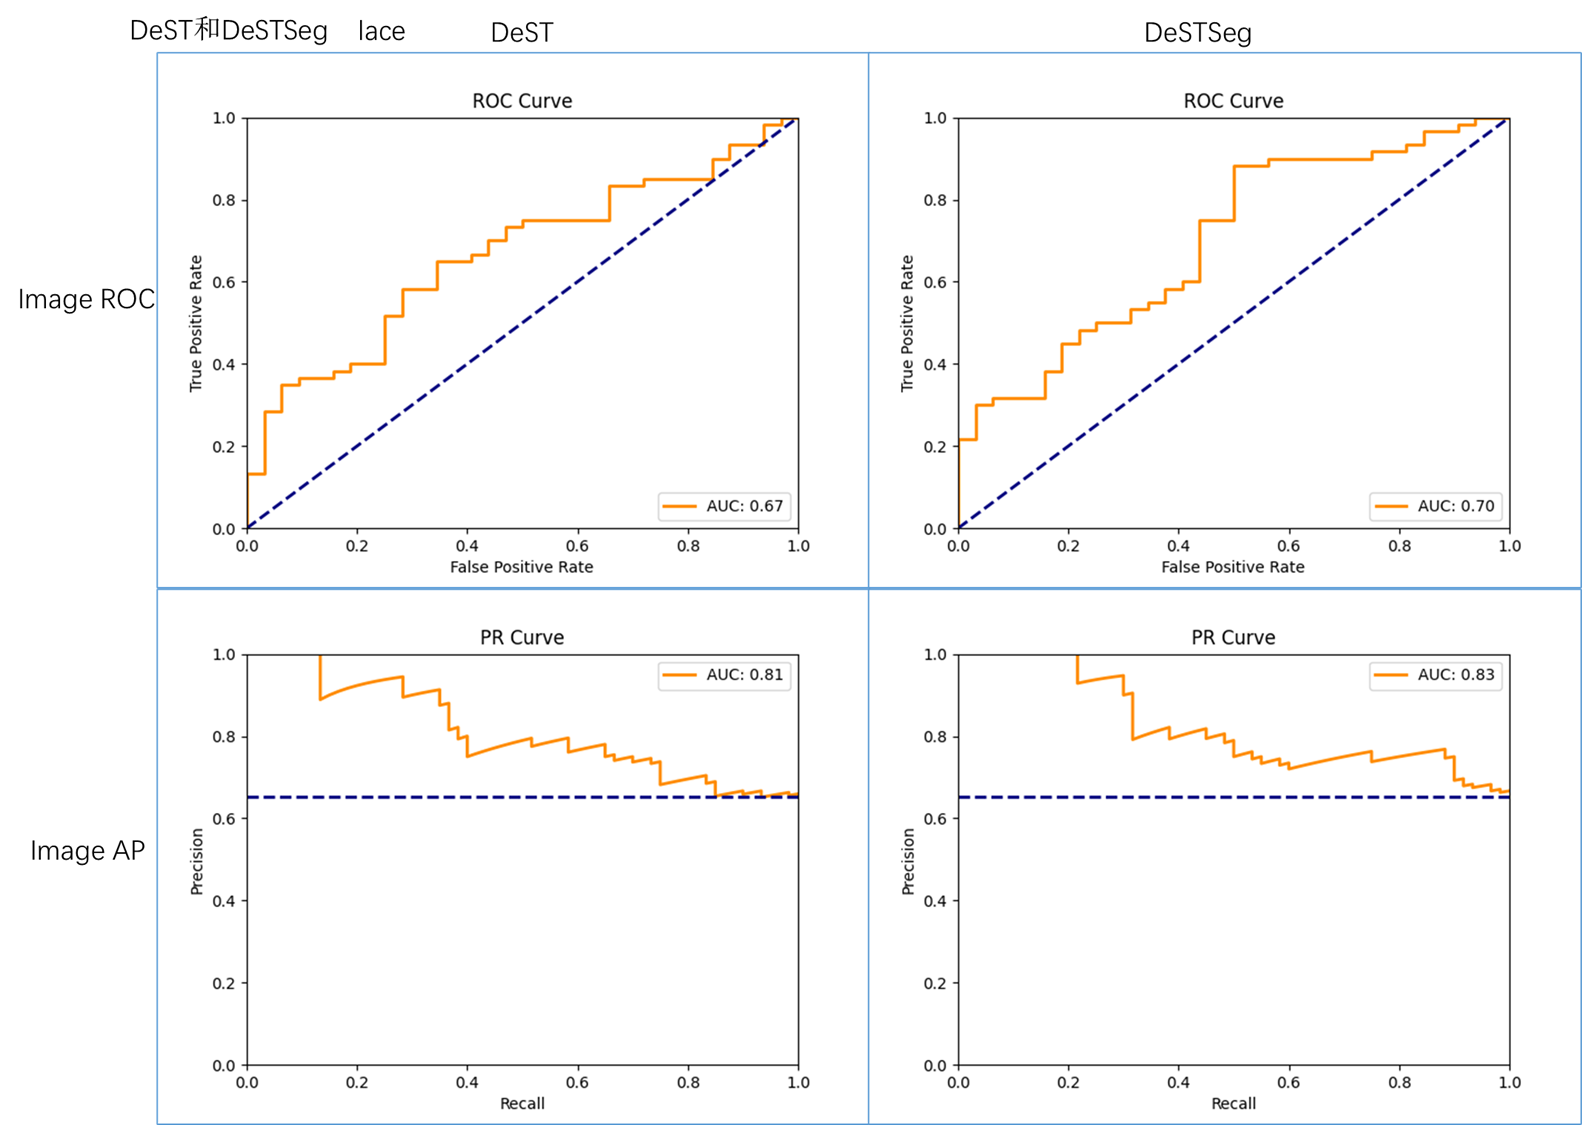 DeST和DeSTSeg lace DeST DeSTSeg
ROC Curve
1.0
0.8
0.6
0.4
0.2
0.0
True Positive Rate
0.0 0.2 0.4 0.6 0.8 1.0
False Positive Rate
AUC: 0.67
ROC Curve
1.0
0.8
0.6
0.4
0.2
0.0
True Positive Rate
0.0 0.2 0.4 0.6 0.8 1.0
False Positive Rate
AUC: 0.70
Image ROC
PR Curve
1.0
0.8
0.6
0.4
0.2
0.0
Precision
0.0 0.2 0.4 0.6 0.8 1.0
Recall
AUC: 0.81
PR Curve
1.0
0.8
0.6
0.4
0.2
0.0
Precision
0.0 0.2 0.4 0.6 0.8 1.0
Recall
AUC: 0.83
Image AP